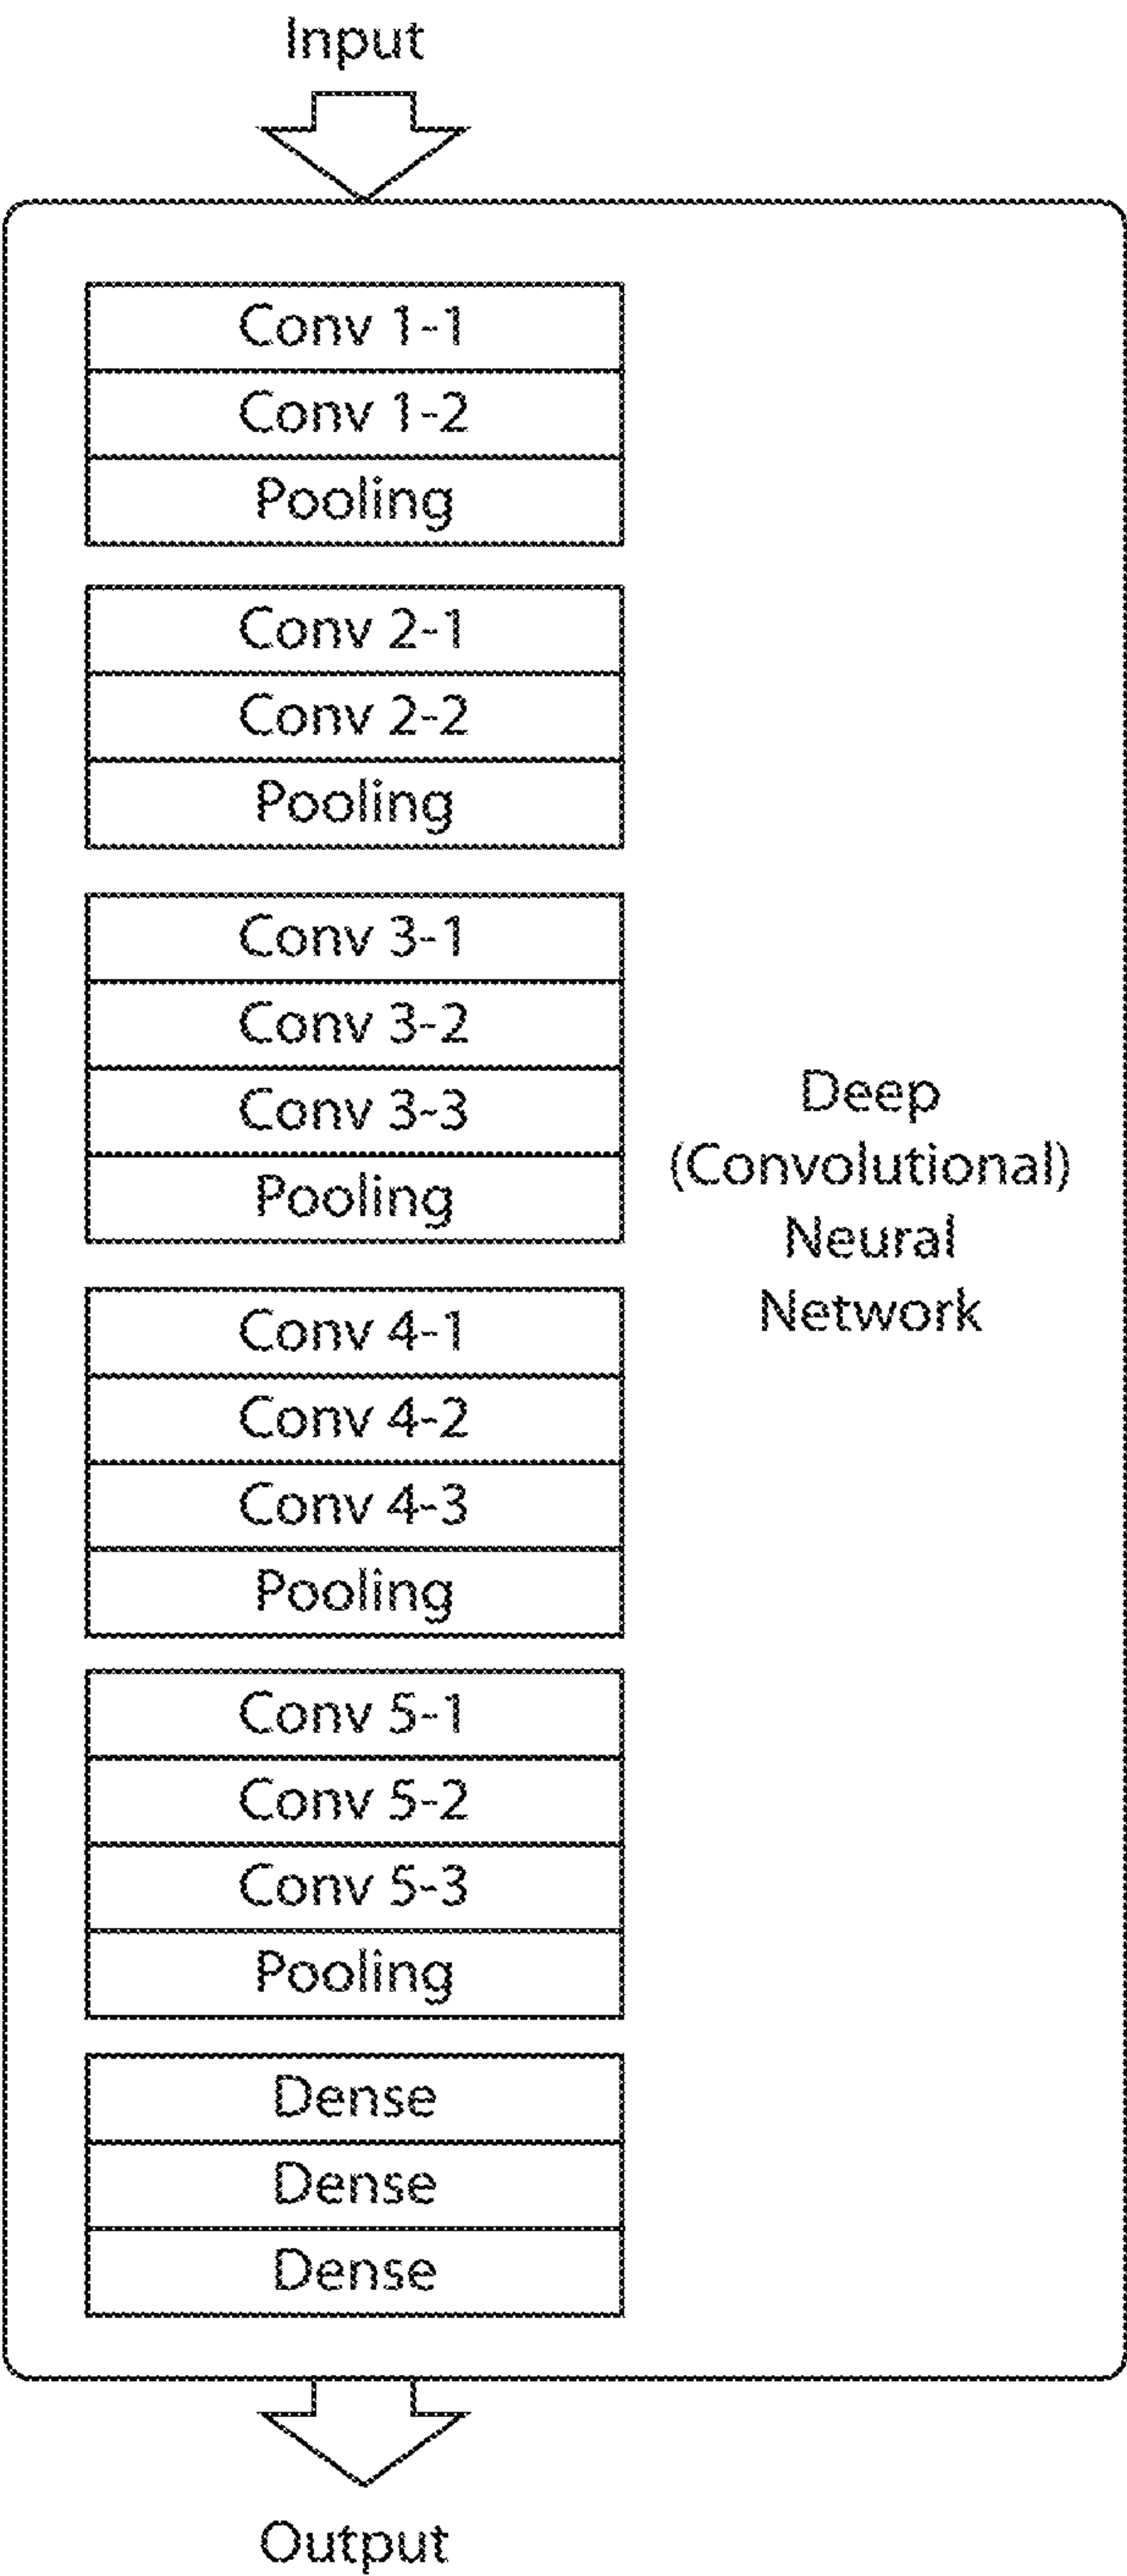 Input
Conv 1-1
Conv 1-2
Pooling
Conv 2-1
Conv 2-2
Pooling
Conv 3-1
Conv 3-2
Conv 3-3
Pooling
Conv 4-1
Conv 4-2
Conv 4-3
Pooling
Conv 5-1
Conv 5-2
Conv 5-3
Pooling
Dense
Dense
Dense
Deep
(Convolutional)
Neural
Network
Output